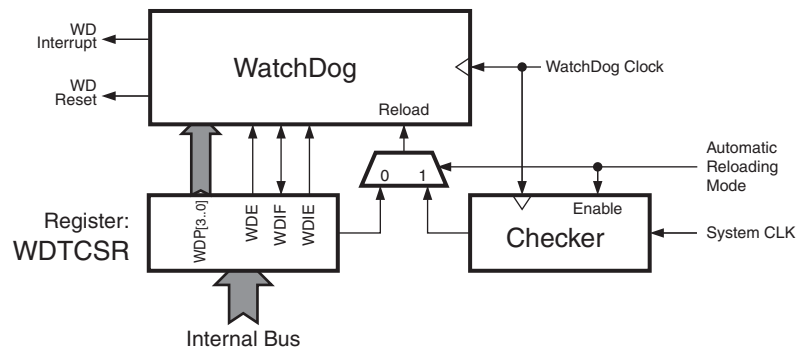 WD
Interrupt
WD
Reset
WatchDog
Reload
WatchDog Clock
0 1
Automatic
Reloading
Mode
Register:
WDTCSR
WDP[3..0]
WDE
WDIF
WDIE
Enable
Checker
System CLK
Internal Bus